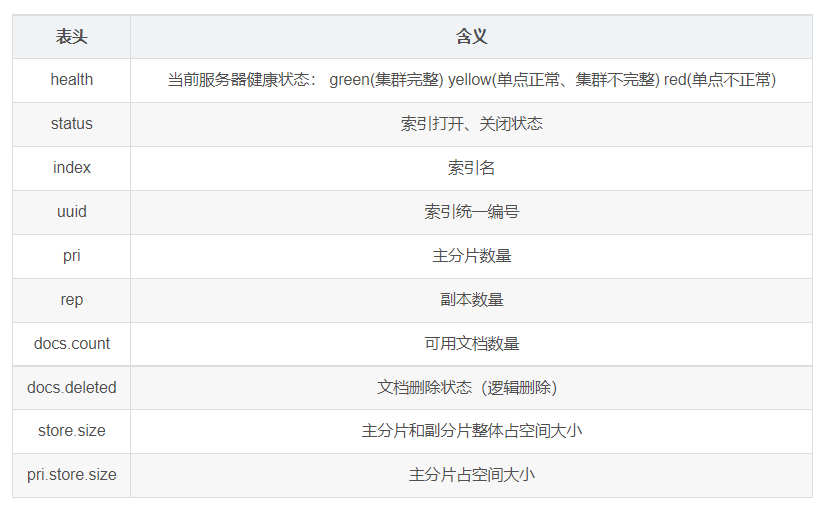 表头 含义
health 当前服务器健康状态： green(集群完整) yellow(单点正常、集群不完整) red(单点不正常)
status 索引打开、关闭状态
index 索引名
uuid 索引统一编号
pri 主分片数量
rep 副本数量
docs.count 可用文档数量
docs.deleted 文档删除状态（逻辑删除）
store.size 主分片和副分片整体占空间大小
pri.store.size 主分片占空间大小